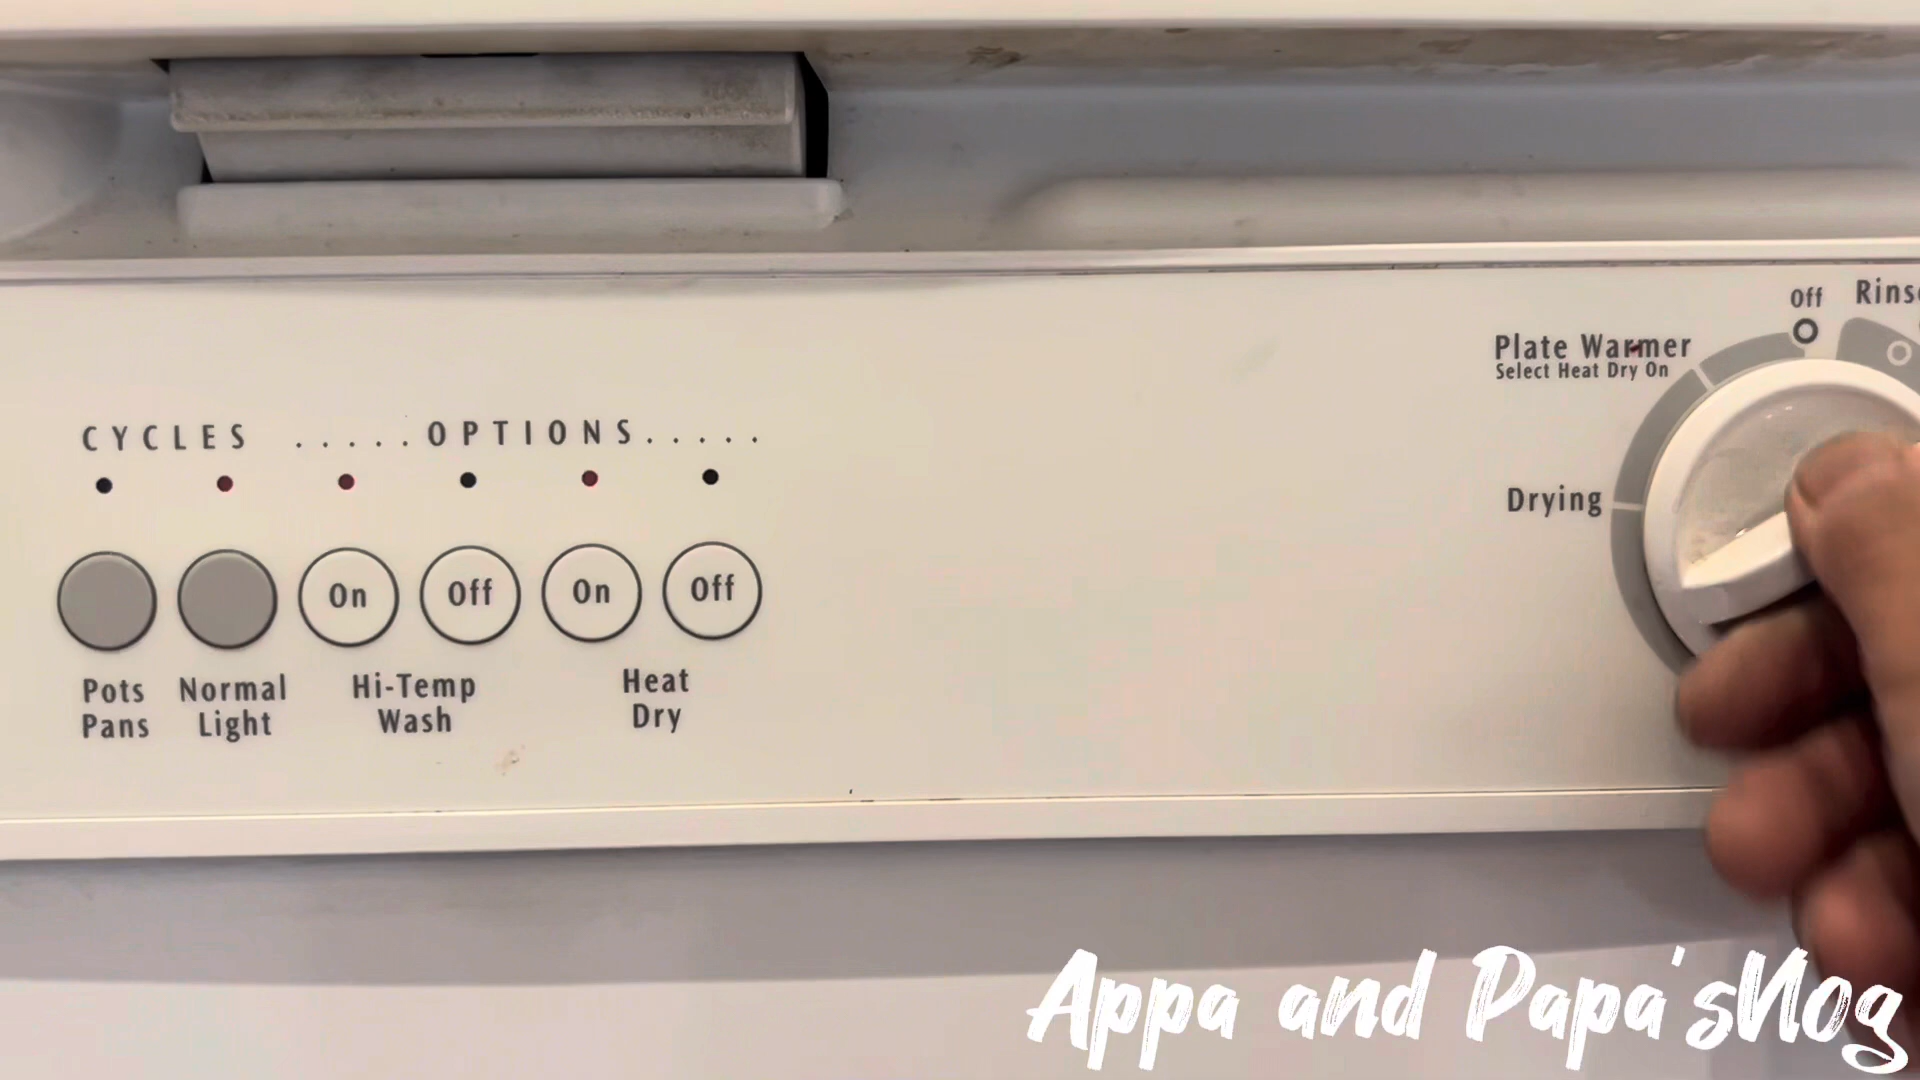 Off Rins
Plate Warmer
Select Heat Dry On
CYCLES .....OPTIONS.....
Drying
On Off On Off
Pots Pans
Normal Light
Hi-Temp Wash
Heat Dry
Appa and Papa'sVlog